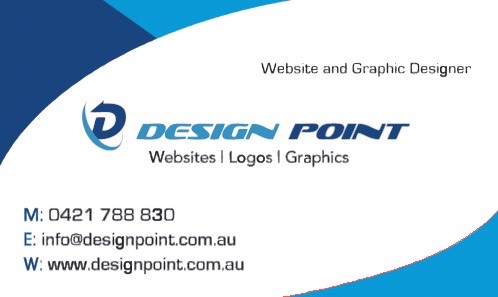 Website and Graphic Designer
DESIGN POINT
Websites | Logos | Graphics
M: 0421 788 830
E: info@designpoint.com.au
W: www.designpoint.com.au